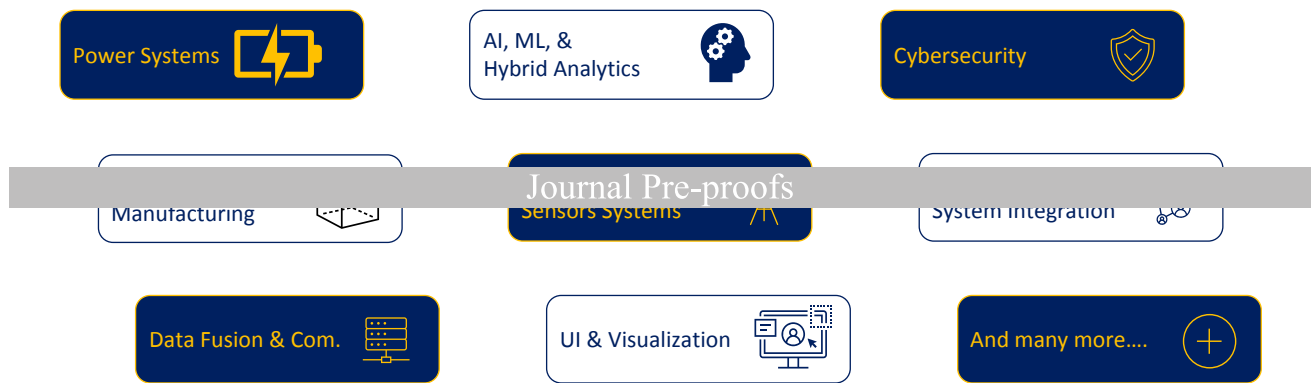 Power Systems
AI, ML, &
Hybrid Analytics
Cybersecurity
Journal Pre-proofs
Manufacturing
Sensors Systems
System Integration
Data Fusion & Com.
UI & Visualization
And many more....